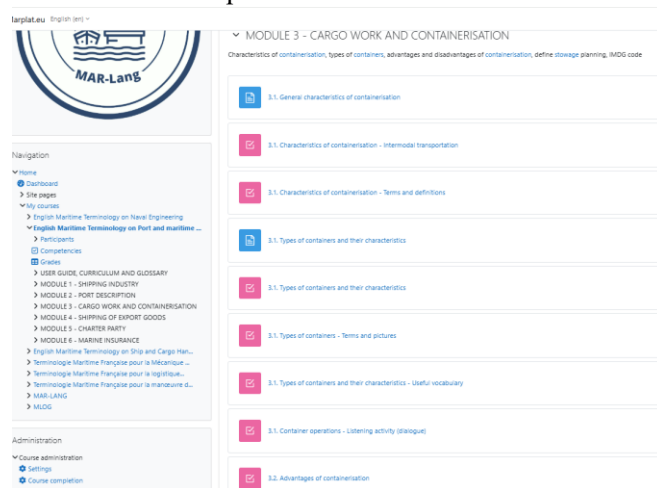 larplat.eu English (en)
MAR-Lang
Navigation
Home
Dashboard
Site pages
My courses
English Maritime Terminology on Naval Engineering
English Maritime Terminology on Port and maritime ...
Participants
Competencies
Grades
USER GUIDE, CURRICULUM AND GLOSSARY
MODULE 1 - SHIPPING INDUSTRY
MODULE 2 - PORT DESCRIPTION
MODULE 3 - CARGO WORK AND CONTAINERISATION
MODULE 4 - SHIPPING OF EXPORT GOODS
MODULE 5 - CHARTER PARTY
MODULE 6 - MARINE INSURANCE
English Maritime Terminology on Ship and Cargo Han...
Terminologie Maritime Française pour la Mécanique ...
Terminologie Maritime Française pour la logistique...
Terminologie Maritime Française pour la manœuvre d...
MAR-LANG
MLOG
Administration
Course administration
Settings
Course completion
MODULE 3 - CARGO WORK AND CONTAINERISATION
Characteristics of containerisation, types of containers, advantages and disadvantages of containerisation, define stowage planning, IMDG code
3.1. General characteristics of containerisation
3.1. Characteristics of containerisation - Intermodal transportation
3.1. Characteristics of containerisation - Terms and definitions
3.1. Types of containers and their characteristics
3.1. Types of containers and their characteristics
3.1. Types of containers - Terms and pictures
3.1. Types of containers and their characteristics - Useful vocabulary
3.1. Container operations - Listening activity (dialogue)
3.2. Advantages of containerisation